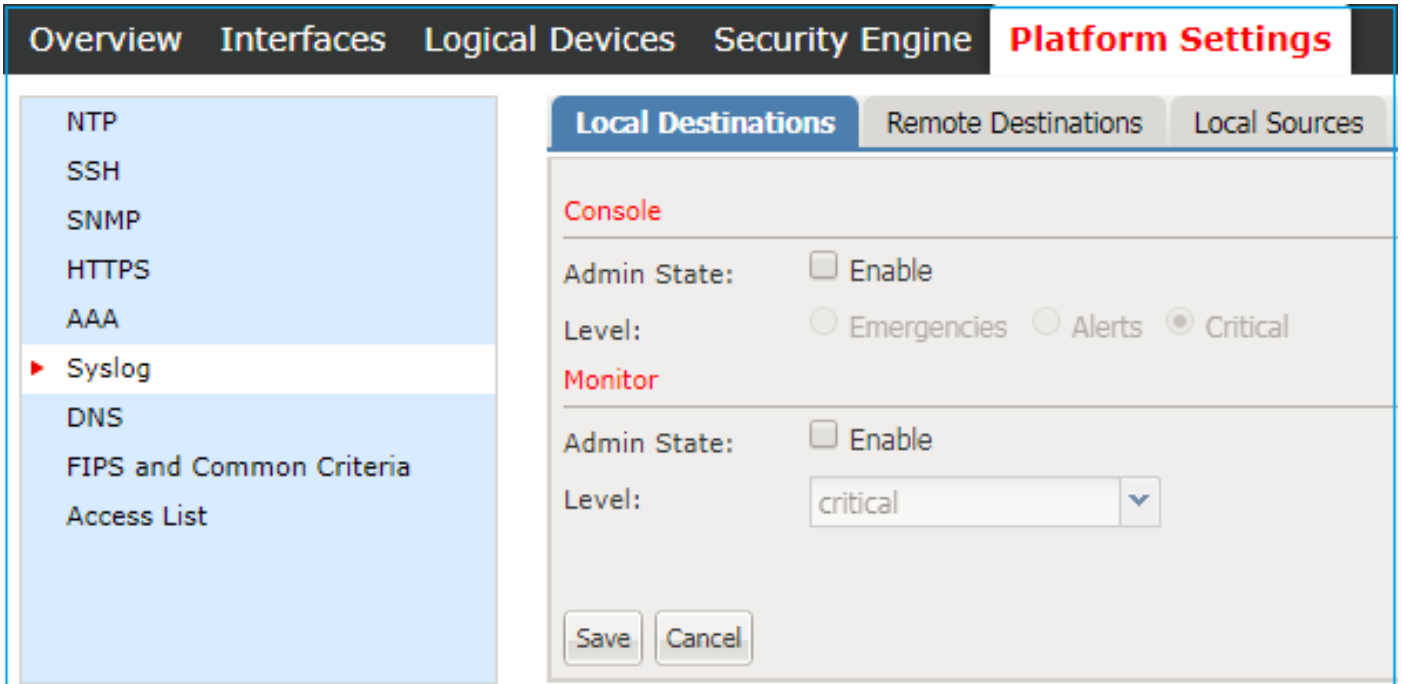 Overview Interfaces Logical Devices Security Engine Platform Settings
NTP
SSH
SNMP
HTTPS
AAA
Syslog
DNS
FIPS and Common Criteria
Access List
Local Destinations Remote Destinations Local Sources
Console
Admin State: Enable
Level: Emergencies Alerts Critical
Monitor
Admin State: Enable
Level: critical
Save Cancel